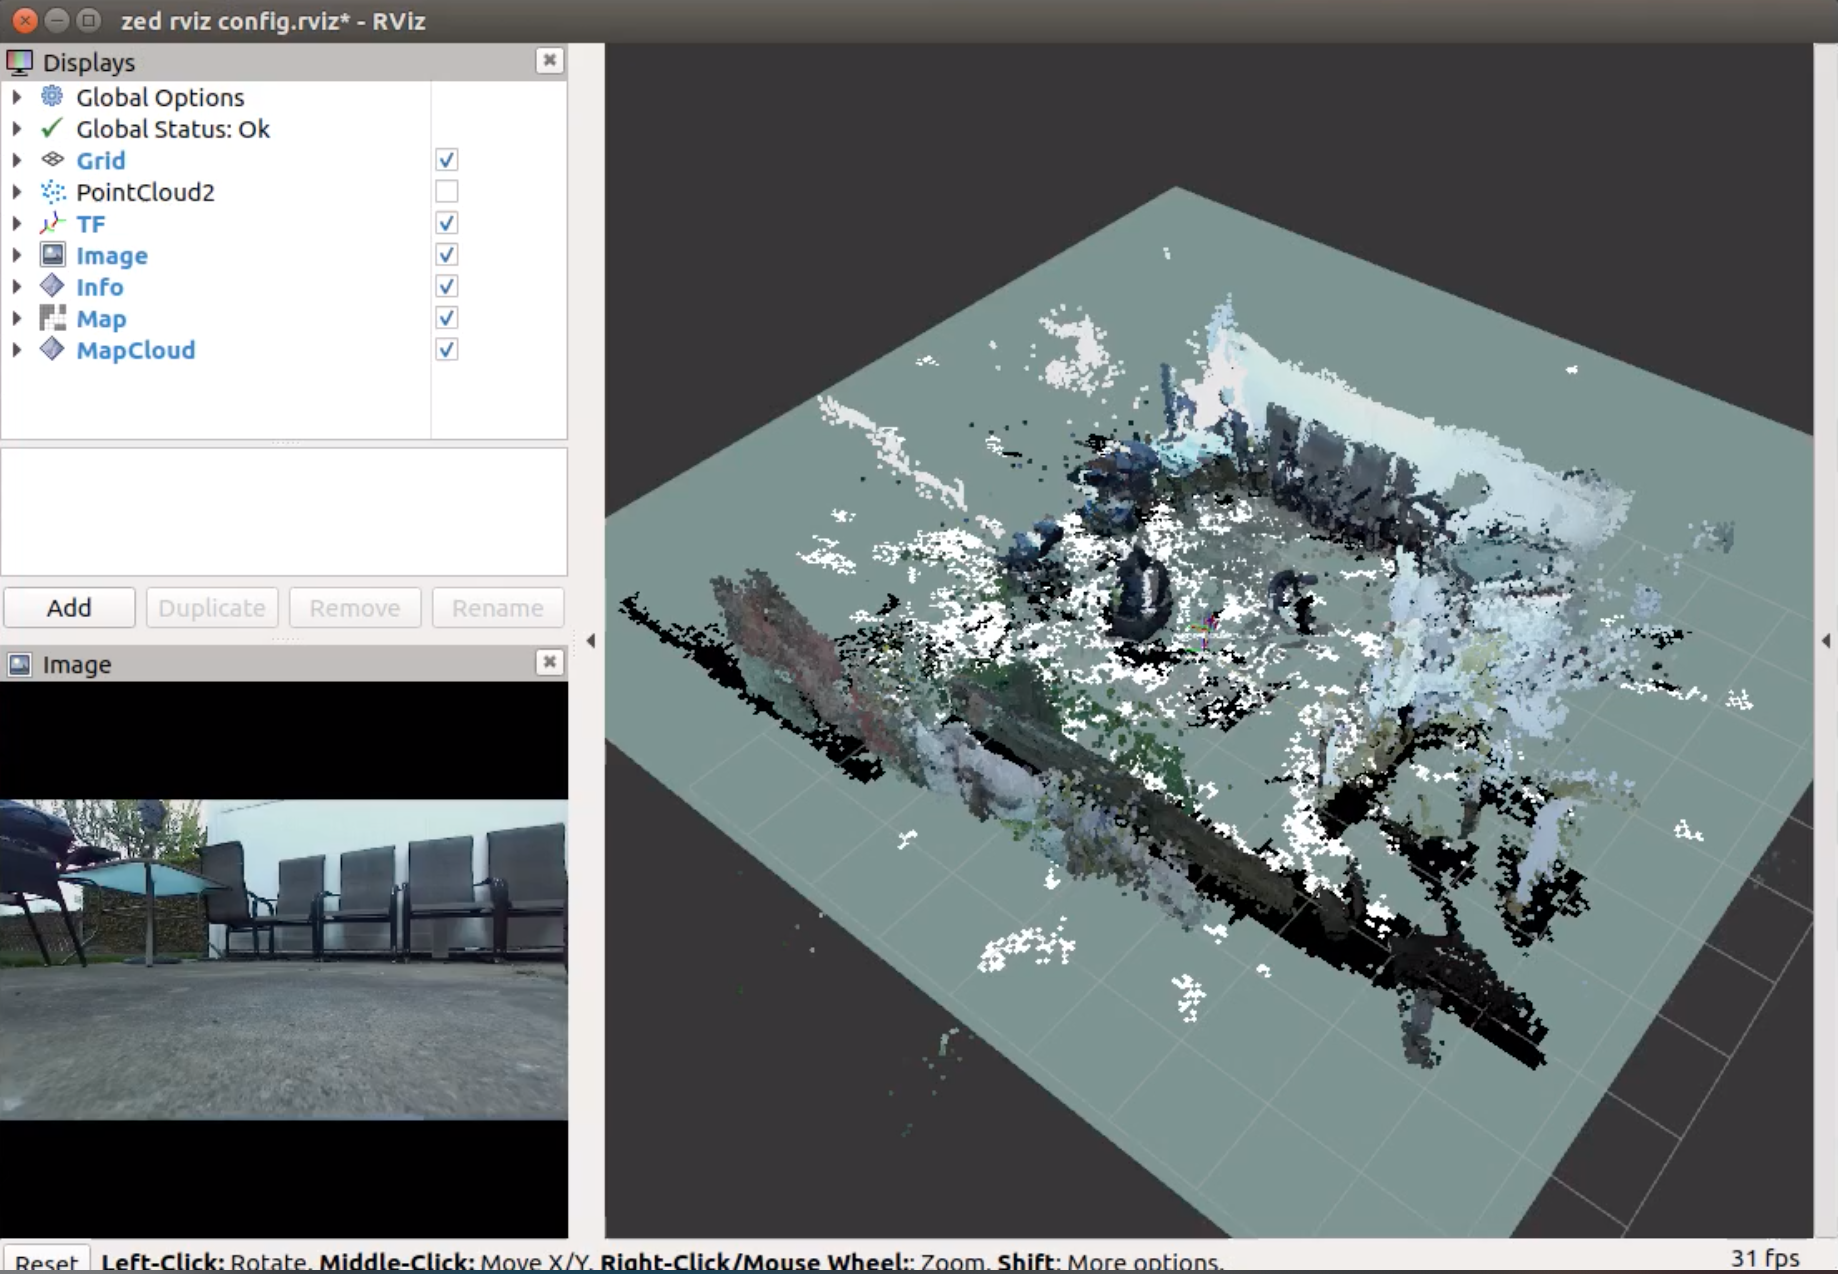 zed rviz config.rviz* - RViz
Displays
Global Options
Global Status: Ok
Grid
PointCloud2
TF
Image
Info
Map
MapCloud
Add Duplicate Remove Rename
Image
Reset Left-Click: Rotate. Middle-Click: Move X/Y. Right-Click/Mouse Wheel:: Zoom. Shift: More options. 31 fps